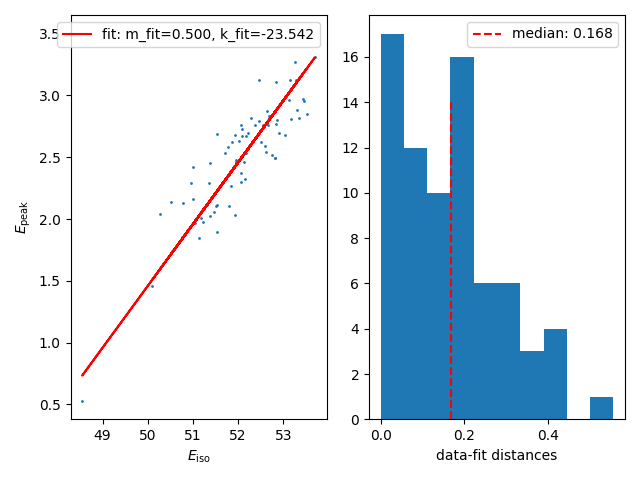 fit: m_fit=0.500, k_fit=-23.542
3.5
3.0
2.5
2.0
1.5
1.0
0.5
E_peak
49 50 51 52 53
E_iso
median: 0.168
16
14
12
10
8
6
4
2
0
0.0 0.2 0.4
data-fit distances